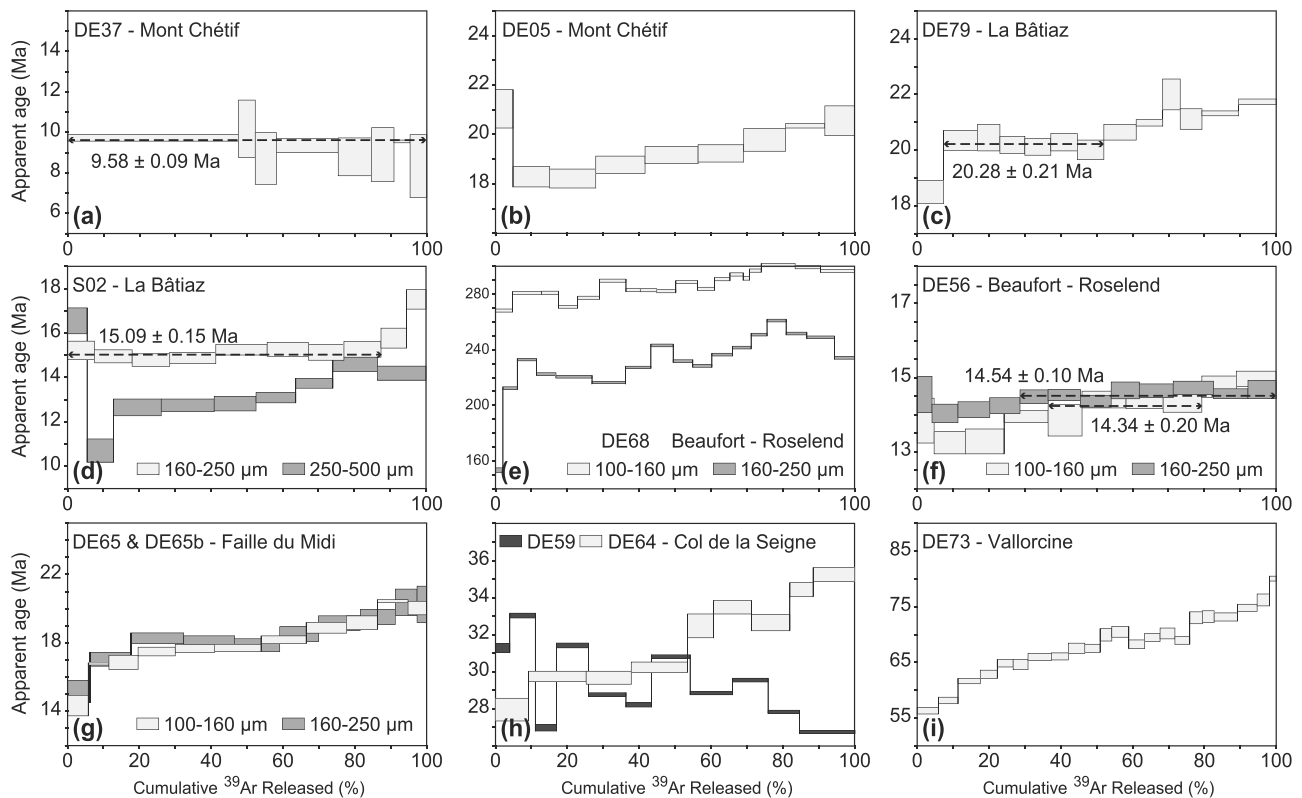 DE37 - Mont Chétif
Apparent age (Ma)
14
12
10
8
6
9.58 ± 0.09 Ma
(a)
0
100
DE05 - Mont Chétif
24
22
20
18
(b)
0
100
DE79 - La Bâtiaz
24
22
20
18
20.28 ± 0.21 Ma
(c)
0
100
S02 - La Bâtiaz
Apparent age (Ma)
18
16
14
12
10
15.09 ± 0.15 Ma
160-250 µm
250-500 µm
(d)
0
100
280
240
200
160
DE68 Beaufort - Roselend
100-160 µm
160-250 µm
(e)
0
100
DE56 - Beaufort - Roselend
17
15
13
14.54 ± 0.10 Ma
14.34 ± 0.20 Ma
100-160 µm
160-250 µm
(f)
0
100
DE65 & DE65b - Faille du Midi
Apparent age (Ma)
22
18
14
100-160 µm
160-250 µm
(g)
0 20 40 60 80 100
Cumulative ³⁹Ar Released (%)
DE59
DE64 - Col de la Seigne
36
33
31
30
28
(h)
0 20 40 60 80 100
Cumulative ³⁹Ar Released (%)
DE73 - Vallorcine
85
75
65
55
(i)
0 20 40 60 80 100
Cumulative ³⁹Ar Released (%)